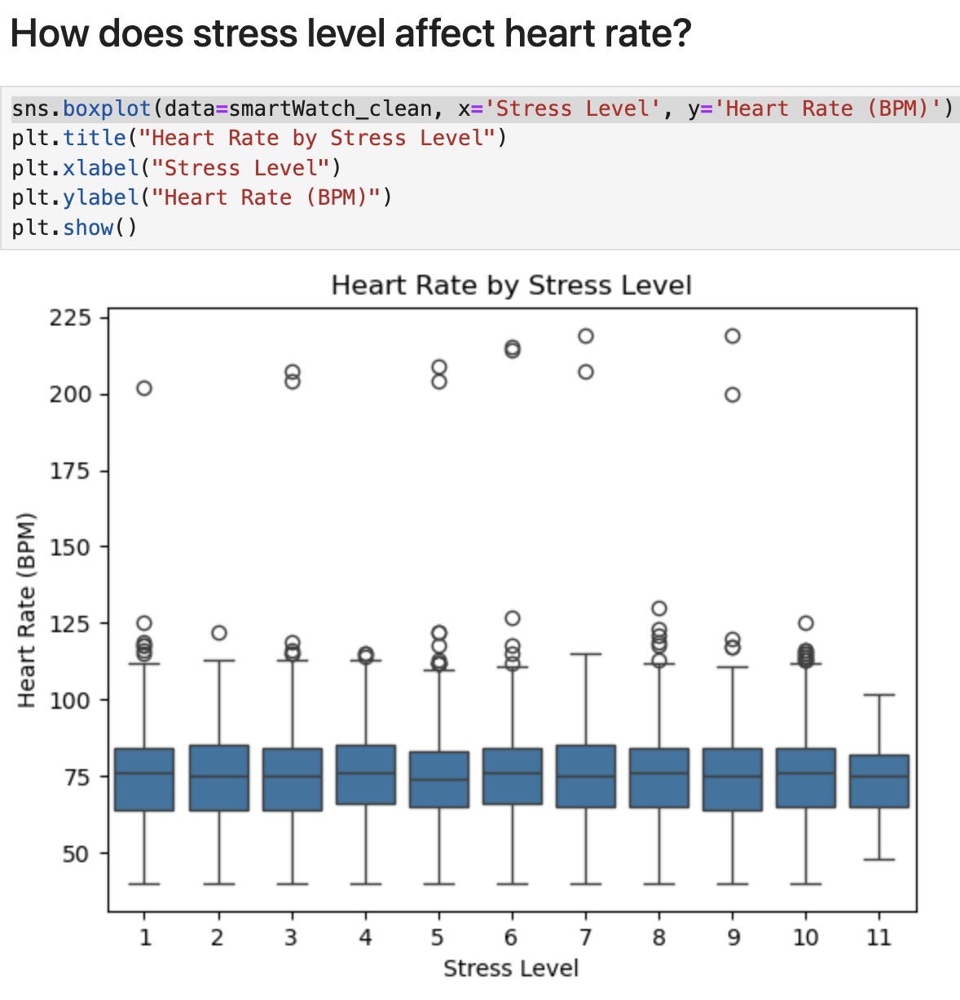 How does stress level affect heart rate?
sns.boxplot(data=smartWatch_clean, x='Stress Level', y='Heart Rate (BPM)')
plt.title("Heart Rate by Stress Level")
plt.xlabel("Stress Level")
plt.ylabel("Heart Rate (BPM)")
plt.show()
Heart Rate by Stress Level
225
200
175
150
125
100
75
50
Heart Rate (BPM)
1 2 3 4 5 6 7 8 9 10 11
Stress Level